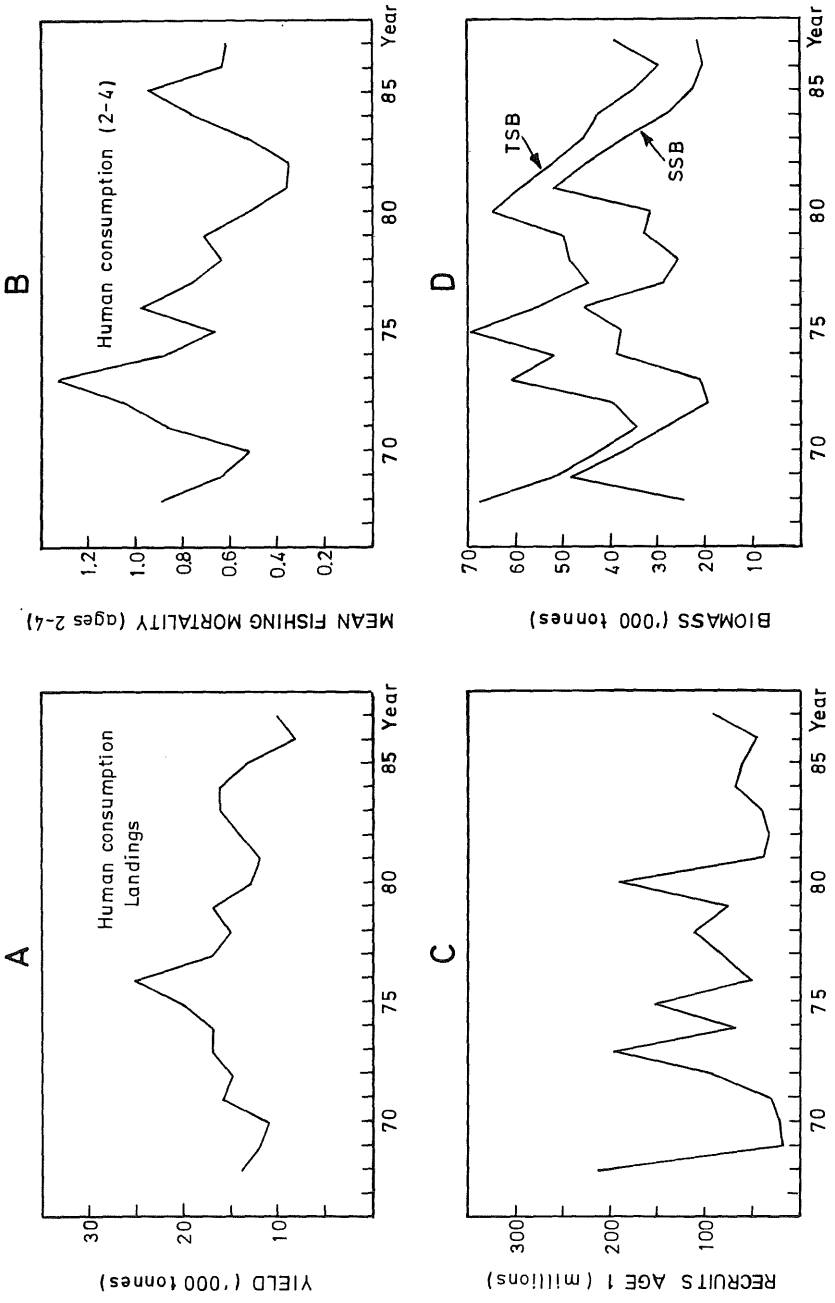 A
YIELD ('000 tonnes)
30
20
10
Human consumption
Landings
70 75 80 85 Year
B
MEAN FISHING MORTALITY (ages 2-4)
1.2
1.0
0.8
0.6
0.4
0.2
Human consumption (2-4)
70 75 80 85 Year
C
RECRUITS AGE 1 (millions)
300
200
100
70 75 80 85 Year
D
BIOMASS ('000 tonnes)
70
60
50
40
30
20
10
TSB
SSB
70 75 80 85 Year